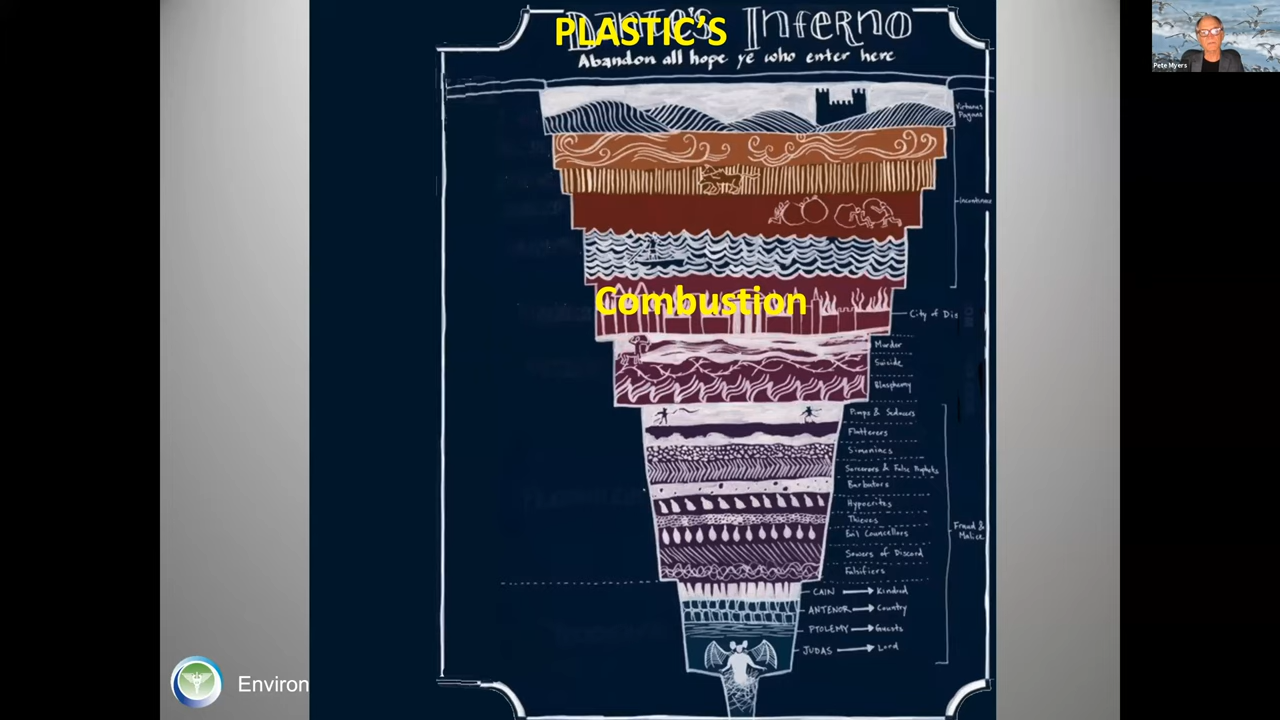 PLASTIC'S
Dante's Inferno
Abandon all hope ye who enter here
Pete Myers
Virtuous
Pagans
Incontinence
Combustion
City of Dis
Murder
Suicide
Blasphemy
Pimps & Seducers
Flatterers
Simoniacs
Sorcerers & False Prophets
Barbators
Hypocrites
Thieves
Evil Councellors
Fraud &
Malice
Sowers of Discord
Falsifiers
CAIN Kindred
ANTENOR Country
PTOLEMY Guests
JUDAS Lord
Environ